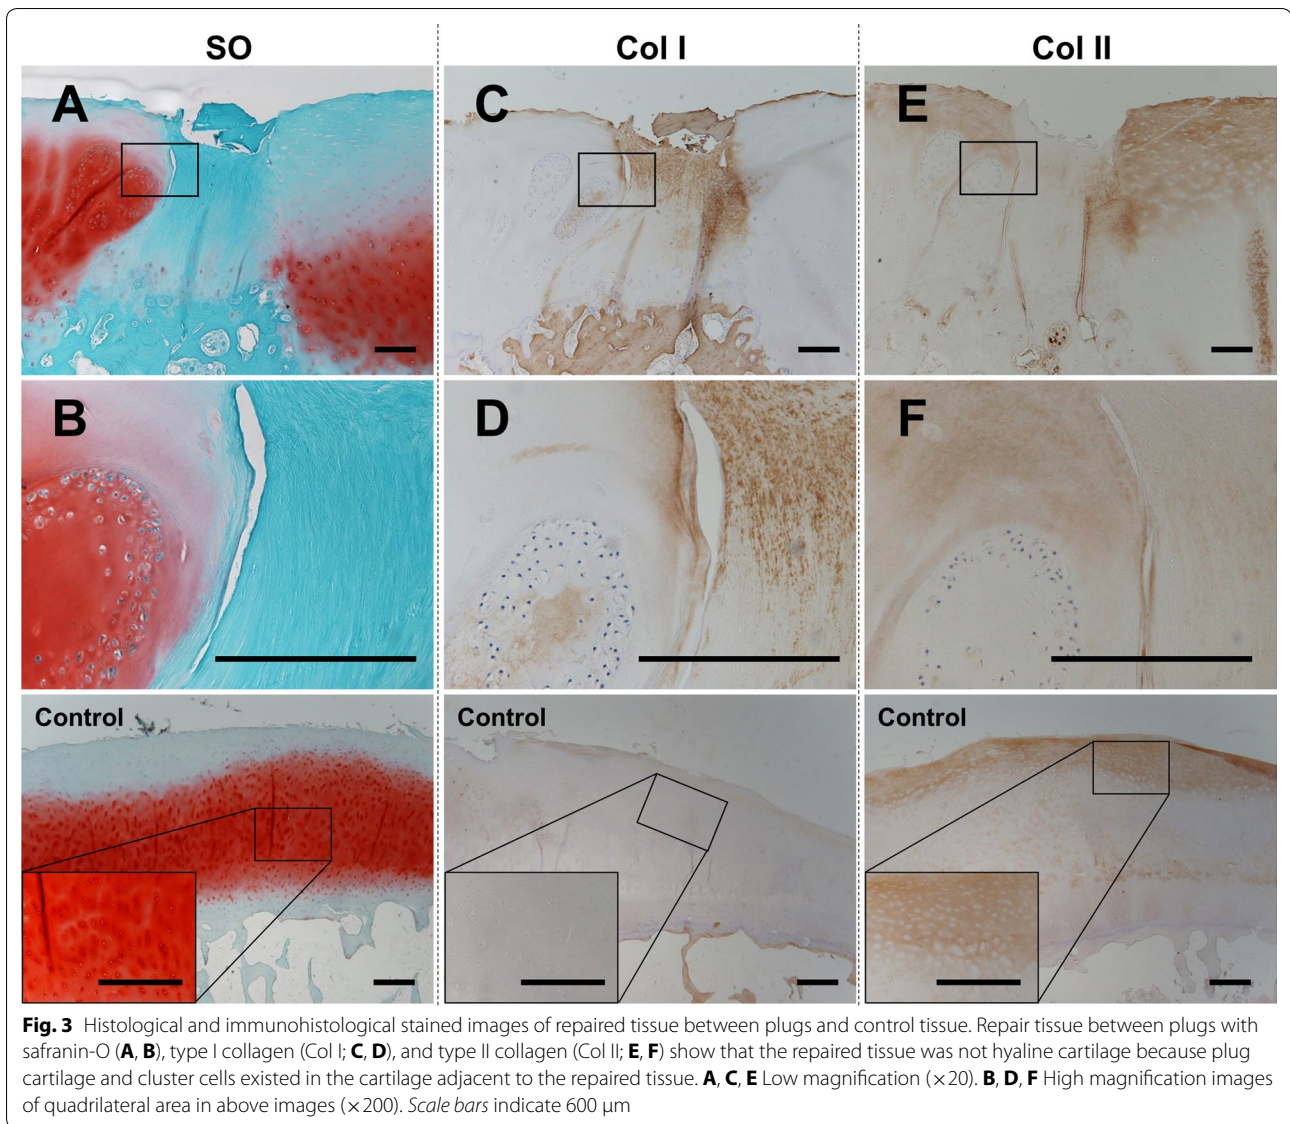 SO
Col I
Col II
A
C
E
B
D
F
Control
Control
Control
Fig. 3 Histological and immunohistological stained images of repaired tissue between plugs and control tissue. Repair tissue between plugs with
safranin-O (A, B), type I collagen (Col I; C, D), and type II collagen (Col II; E, F) show that the repaired tissue was not hyaline cartilage because plug
cartilage and cluster cells existed in the cartilage adjacent to the repaired tissue. A, C, E Low magnification (×20). B, D, F High magnification images
of quadrilateral area in above images (×200). Scale bars indicate 600 µm